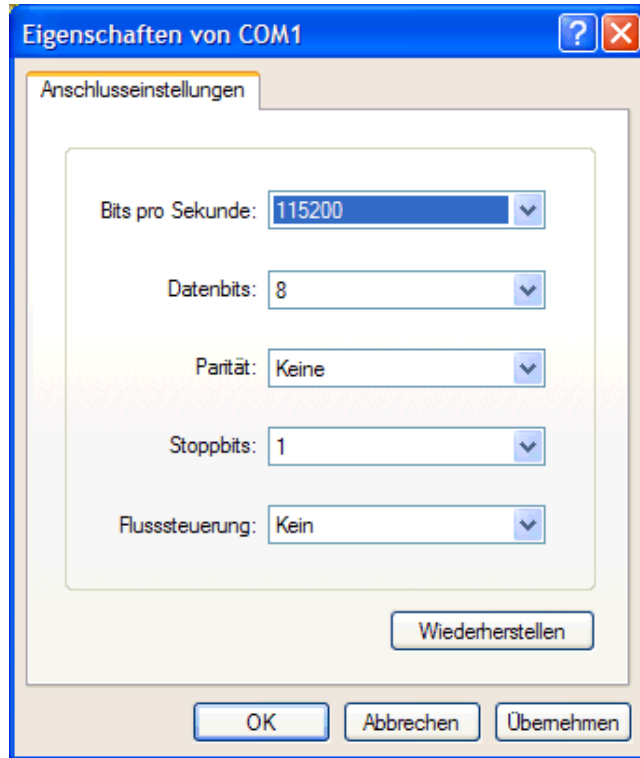 Eigenschaften von COM1
Anschlusseinstellungen
Bits pro Sekunde: 115200
Datenbits: 8
Parität: Keine
Stoppbits: 1
Flusssteuerung: Kein
Wiederherstellen
OK Abbrechen Übernehmen